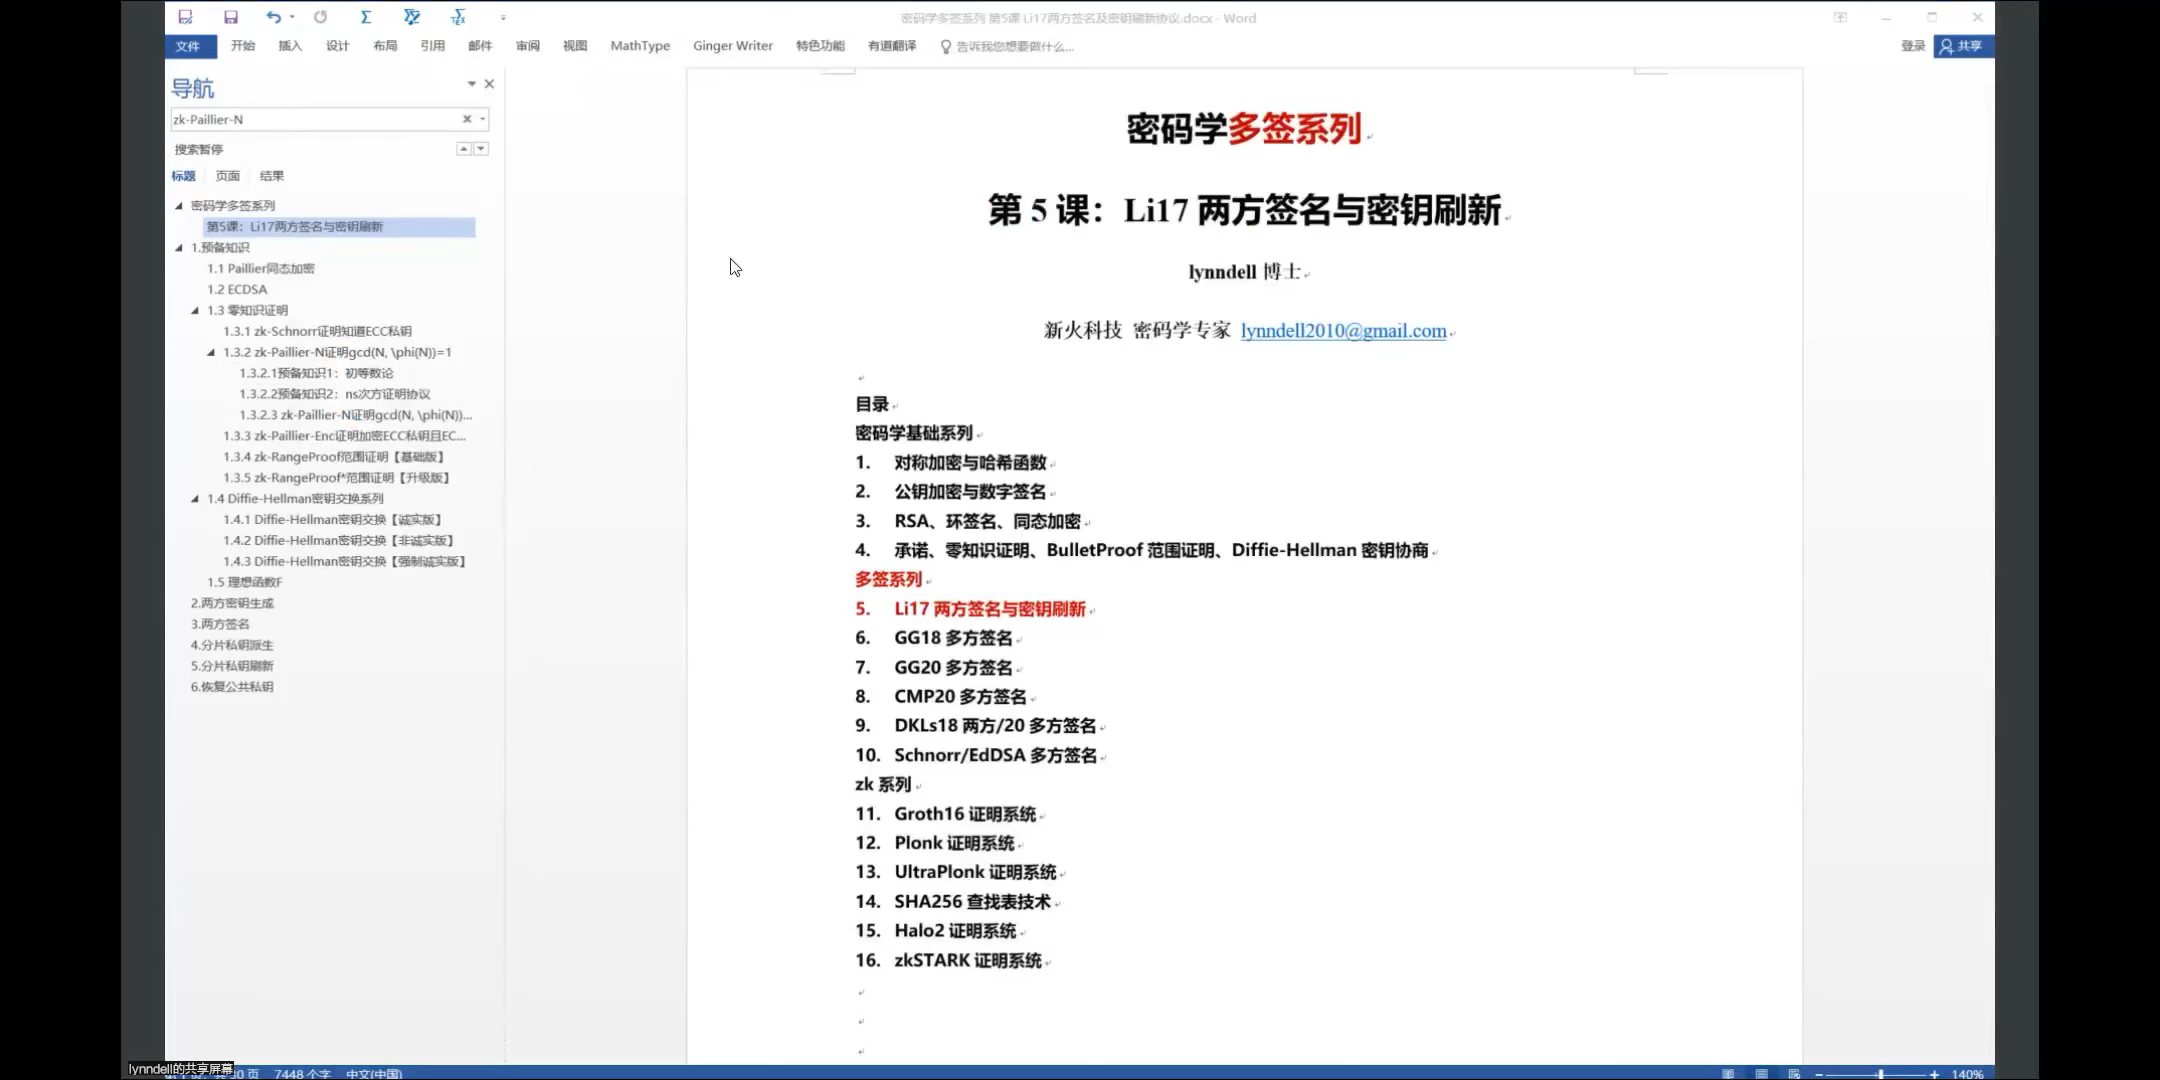 密码学多签系列 第5课 Li17两方签名及密钥刷新协议.docx - Word
文件 开始 插入 设计 布局 引用 邮件 审阅 视图 MathType Ginger Writer 特色功能 有道翻译 告诉我您想要做什么... 登录 共享
导航
zk-Paillier-N
搜索暂停
标题 页面 结果
密码学多签系列
第5课：Li17两方签名与密钥刷新
1.预备知识
1.1 Paillier同态加密
1.2 ECDSA
1.3 零知识证明
1.3.1 zk-Schnorr证明知道ECC私钥
1.3.2 zk-Paillier-N证明gcd(N, \phi(N))=1
1.3.2.1预备知识1：初等数论
1.3.2.2预备知识2：ns次方证明协议
1.3.2.3 zk-Paillier-N证明gcd(N, \phi(N))...
1.3.3 zk-Paillier-Enc证明加密ECC私钥且EC...
1.3.4 zk-RangeProof范围证明【基础版】
1.3.5 zk-RangeProof*范围证明【升级版】
1.4 Diffie-Hellman密钥交换系列
1.4.1 Diffie-Hellman密钥交换【诚实版】
1.4.2 Diffie-Hellman密钥交换【非诚实版】
1.4.3 Diffie-Hellman密钥交换【强制诚实版】
1.5 理想函数F
2.两方密钥生成
3.两方签名
4.分片私钥派生
5.分片私钥刷新
6.恢复公共私钥
密码学多签系列
第 5 课：Li17 两方签名与密钥刷新
lynndell 博士
新火科技 密码学专家 lynndell2010@gmail.com
目录
密码学基础系列
1. 对称加密与哈希函数
2. 公钥加密与数字签名
3. RSA、环签名、同态加密
4. 承诺、零知识证明、BulletProof 范围证明、Diffie-Hellman 密钥协商
多签系列
5. Li17 两方签名与密钥刷新
6. GG18 多方签名
7. GG20 多方签名
8. CMP20 多方签名
9. DKLs18 两方/20 多方签名
10. Schnorr/EdDSA 多方签名
zk 系列
11. Groth16 证明系统
12. Plonk 证明系统
13. UltraPlonk 证明系统
14. SHA256 查找表技术
15. Halo2 证明系统
16. zkSTARK 证明系统
lynndell的共享屏幕
7448 个字 中文(中国) 140%